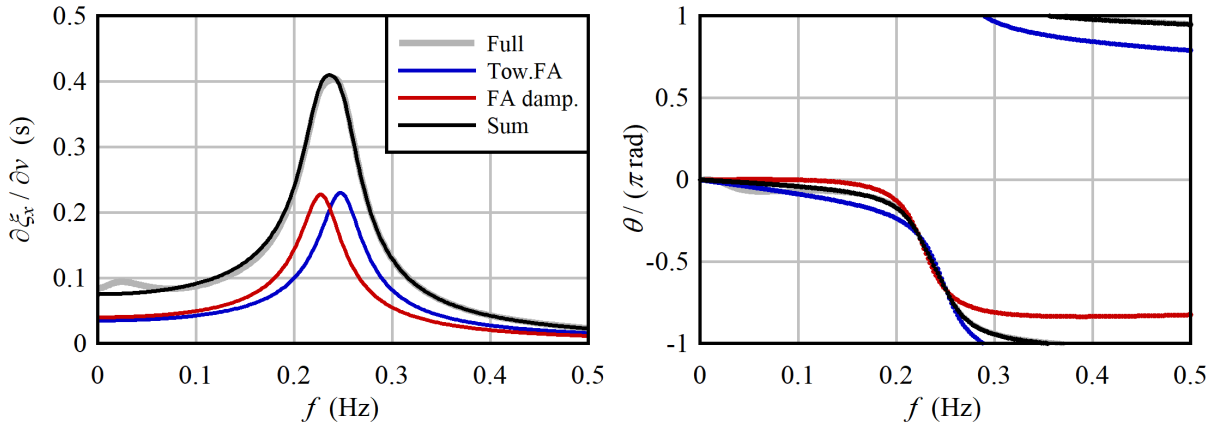 0.5
0.4
0.3
0.2
0.1
0
∂ξx / ∂v (s)
Full
Tow.FA
FA damp.
Sum
0 0.1 0.2 0.3 0.4 0.5
f (Hz)
1
0.5
0
-0.5
-1
θ / (π rad)
0 0.1 0.2 0.3 0.4 0.5
f (Hz)